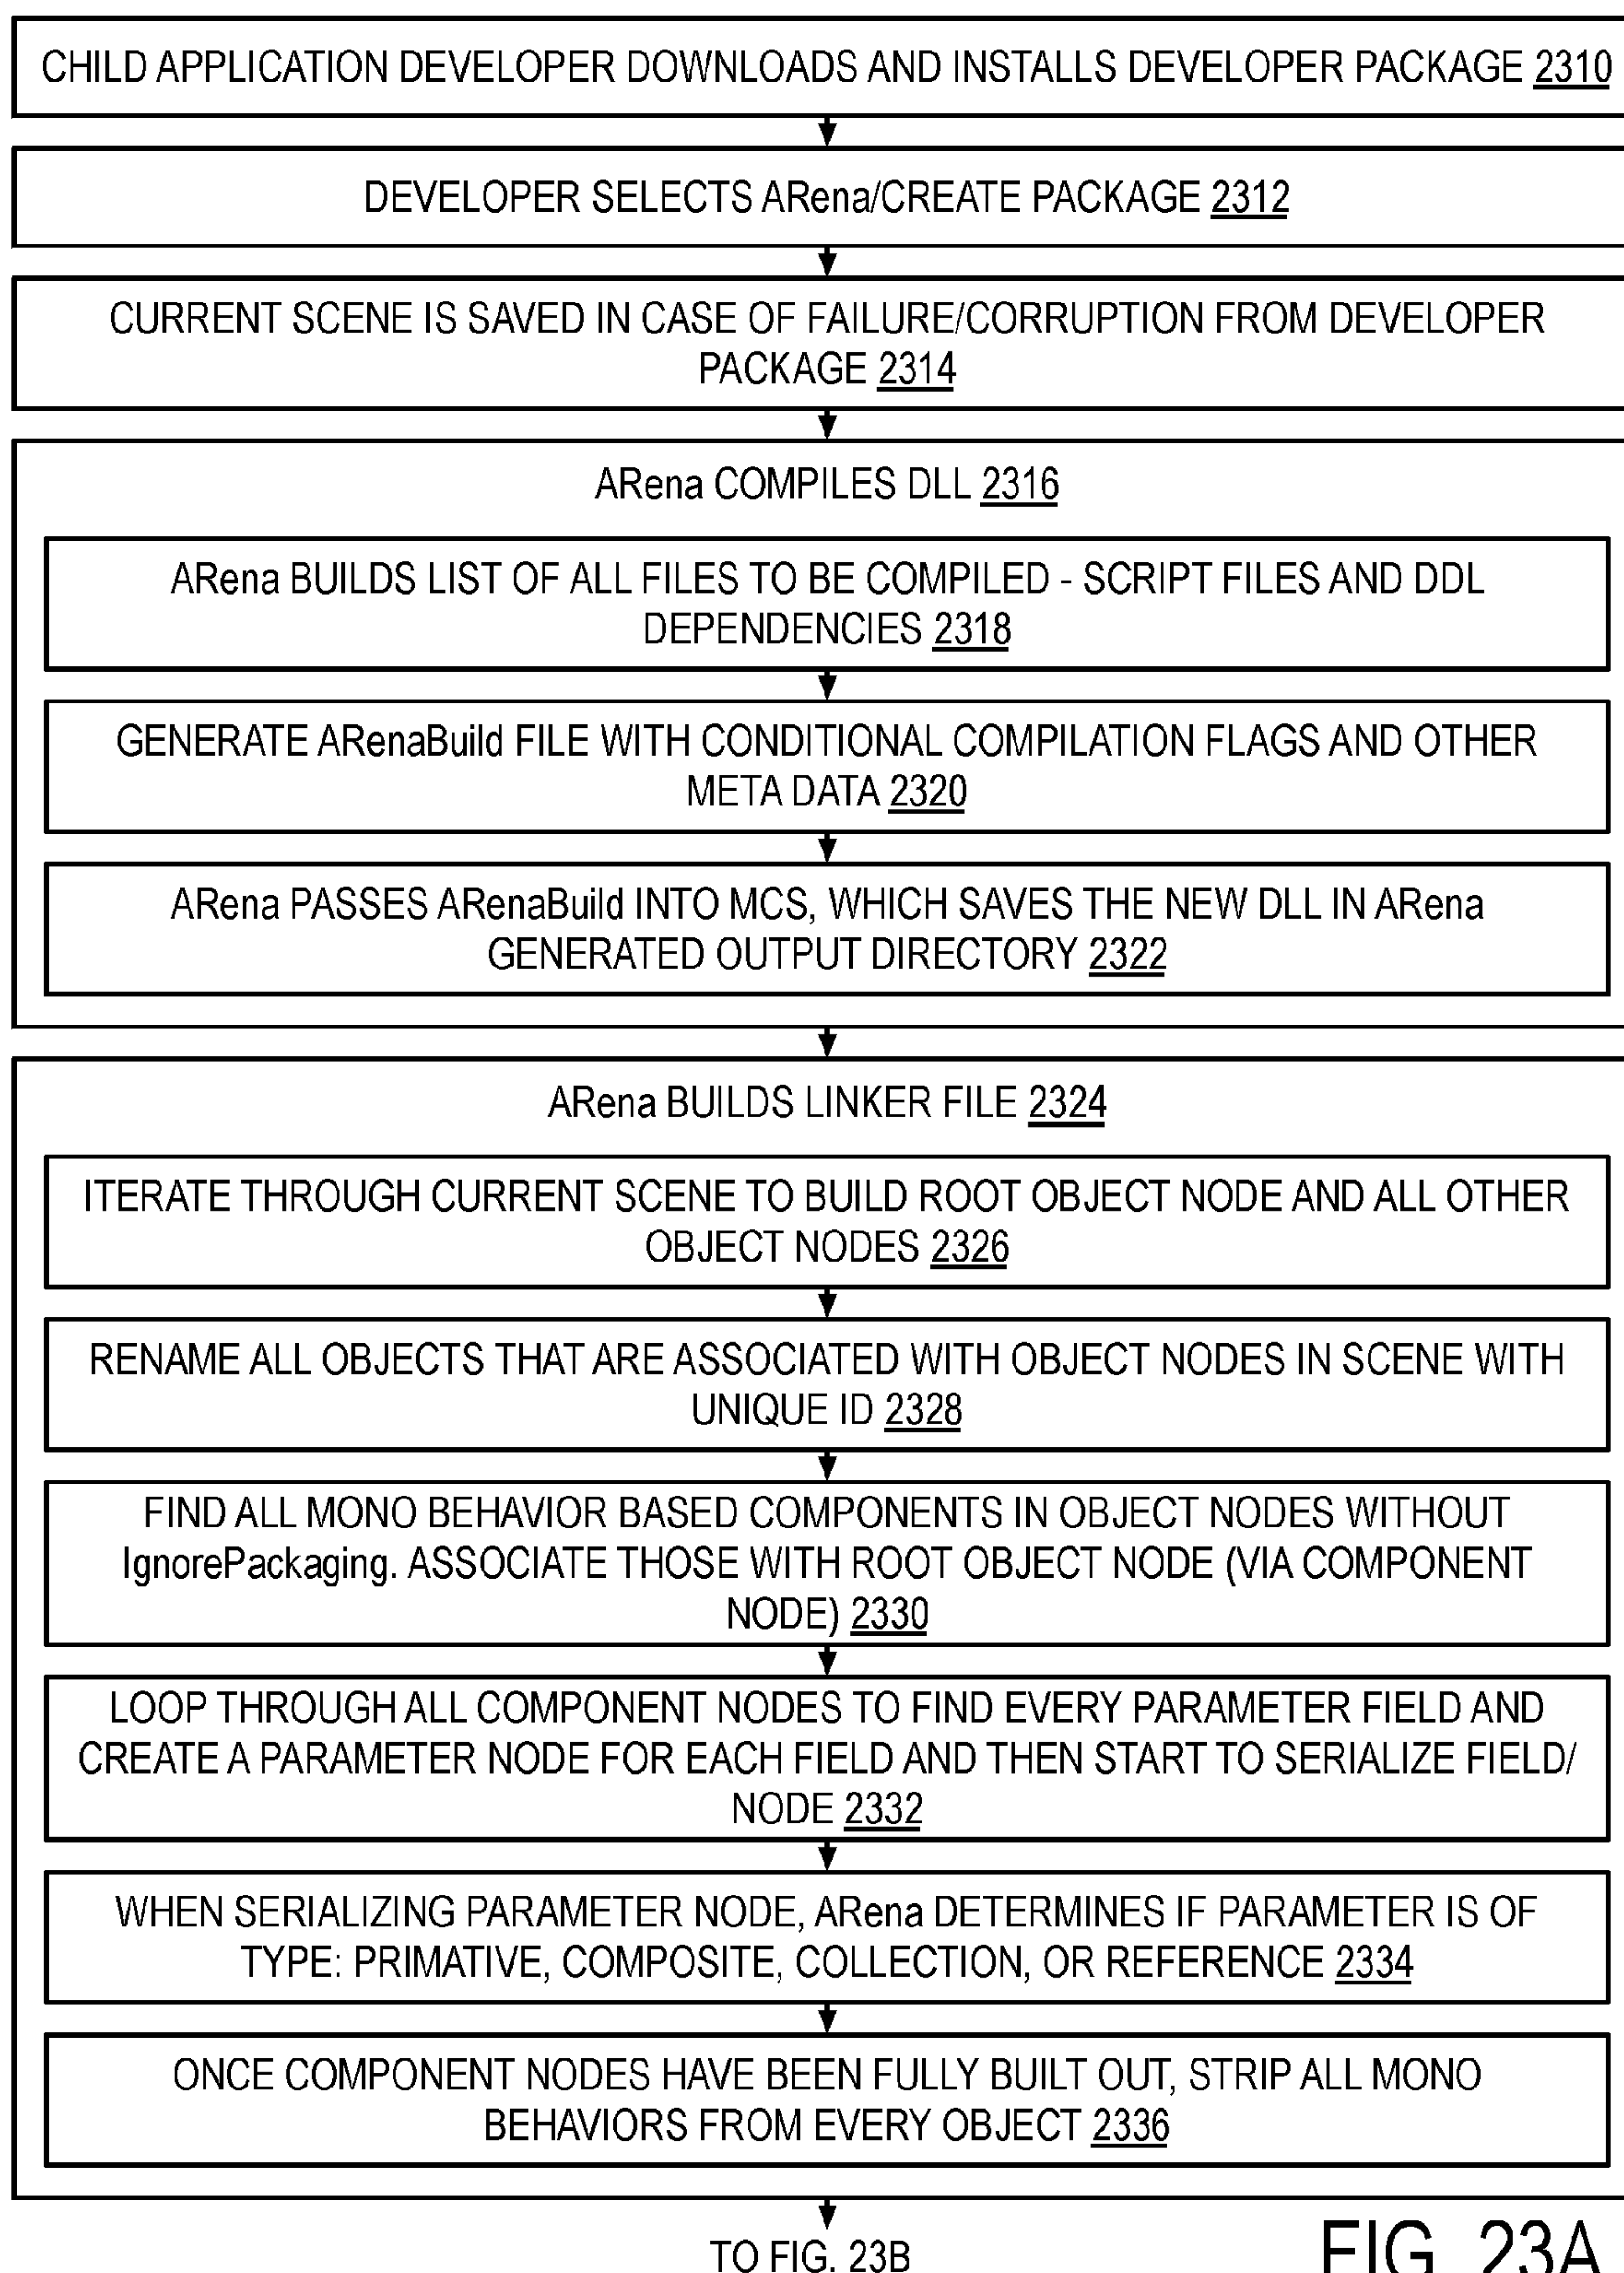 CHILD APPLICATION DEVELOPER DOWNLOADS AND INSTALLS DEVELOPER PACKAGE 2310
DEVELOPER SELECTS ARena/CREATE PACKAGE 2312
CURRENT SCENE IS SAVED IN CASE OF FAILURE/CORRUPTION FROM DEVELOPER
PACKAGE 2314
ARena COMPILES DLL 2316
ARena BUILDS LIST OF ALL FILES TO BE COMPILED - SCRIPT FILES AND DDL
DEPENDENCIES 2318
GENERATE ARenaBuild FILE WITH CONDITIONAL COMPILATION FLAGS AND OTHER
META DATA 2320
ARena PASSES ARenaBuild INTO MCS, WHICH SAVES THE NEW DLL IN ARena
GENERATED OUTPUT DIRECTORY 2322
ARena BUILDS LINKER FILE 2324
ITERATE THROUGH CURRENT SCENE TO BUILD ROOT OBJECT NODE AND ALL OTHER
OBJECT NODES 2326
RENAME ALL OBJECTS THAT ARE ASSOCIATED WITH OBJECT NODES IN SCENE WITH
UNIQUE ID 2328
FIND ALL MONO BEHAVIOR BASED COMPONENTS IN OBJECT NODES WITHOUT
IgnorePackaging. ASSOCIATE THOSE WITH ROOT OBJECT NODE (VIA COMPONENT
NODE) 2330
LOOP THROUGH ALL COMPONENT NODES TO FIND EVERY PARAMETER FIELD AND
CREATE A PARAMETER NODE FOR EACH FIELD AND THEN START TO SERIALIZE FIELD/
NODE 2332
WHEN SERIALIZING PARAMETER NODE, ARena DETERMINES IF PARAMETER IS OF
TYPE: PRIMATIVE, COMPOSITE, COLLECTION, OR REFERENCE 2334
ONCE COMPONENT NODES HAVE BEEN FULLY BUILT OUT, STRIP ALL MONO
BEHAVIORS FROM EVERY OBJECT 2336
TO FIG. 23B
FIG. 23A